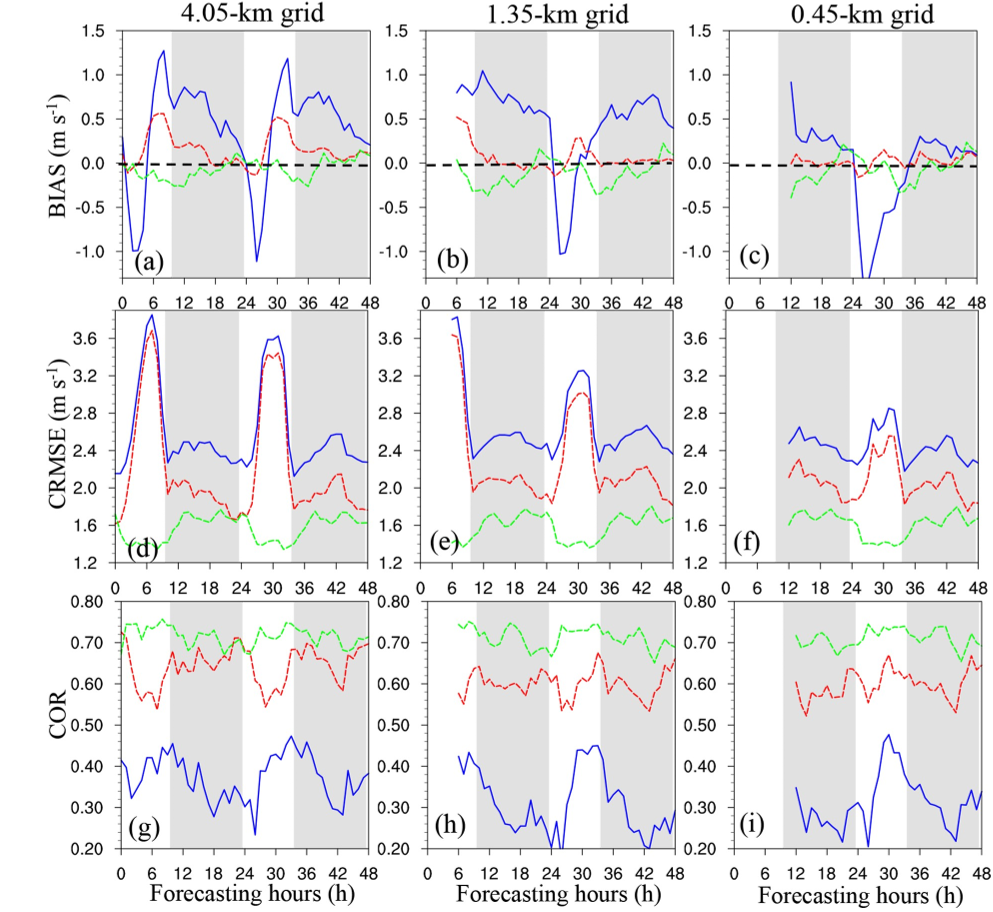 4.05-km grid 1.35-km grid 0.45-km grid
BIAS (m s⁻¹)
1.5 1.5 1.5
1.0 1.0 1.0
0.5 0.5 0.5
0.0 0.0 0.0
-0.5 -0.5 -0.5
-1.0 -1.0 -1.0
(a) (b) (c)
0 6 12 18 24 30 36 42 48 0 6 12 18 24 30 36 42 48 0 6 12 18 24 30 36 42 48
CRMSE (m s⁻¹)
3.6 3.6 3.6
3.2 3.2 3.2
2.8 2.8 2.8
2.4 2.4 2.4
2.0 2.0 2.0
1.6 1.6 1.6
1.2 1.2 1.2
(d) (e) (f)
0 6 12 18 24 30 36 42 48 0 6 12 18 24 30 36 42 48 0 6 12 18 24 30 36 42 48
COR
0.80 0.80 0.80
0.70 0.70 0.70
0.60 0.60 0.60
0.50 0.50 0.50
0.40 0.40 0.40
0.30 0.30 0.30
0.20 0.20 0.20
(g) (h) (i)
0 6 12 18 24 30 36 42 48 0 6 12 18 24 30 36 42 48 0 6 12 18 24 30 36 42 48
Forecasting hours (h) Forecasting hours (h) Forecasting hours (h)